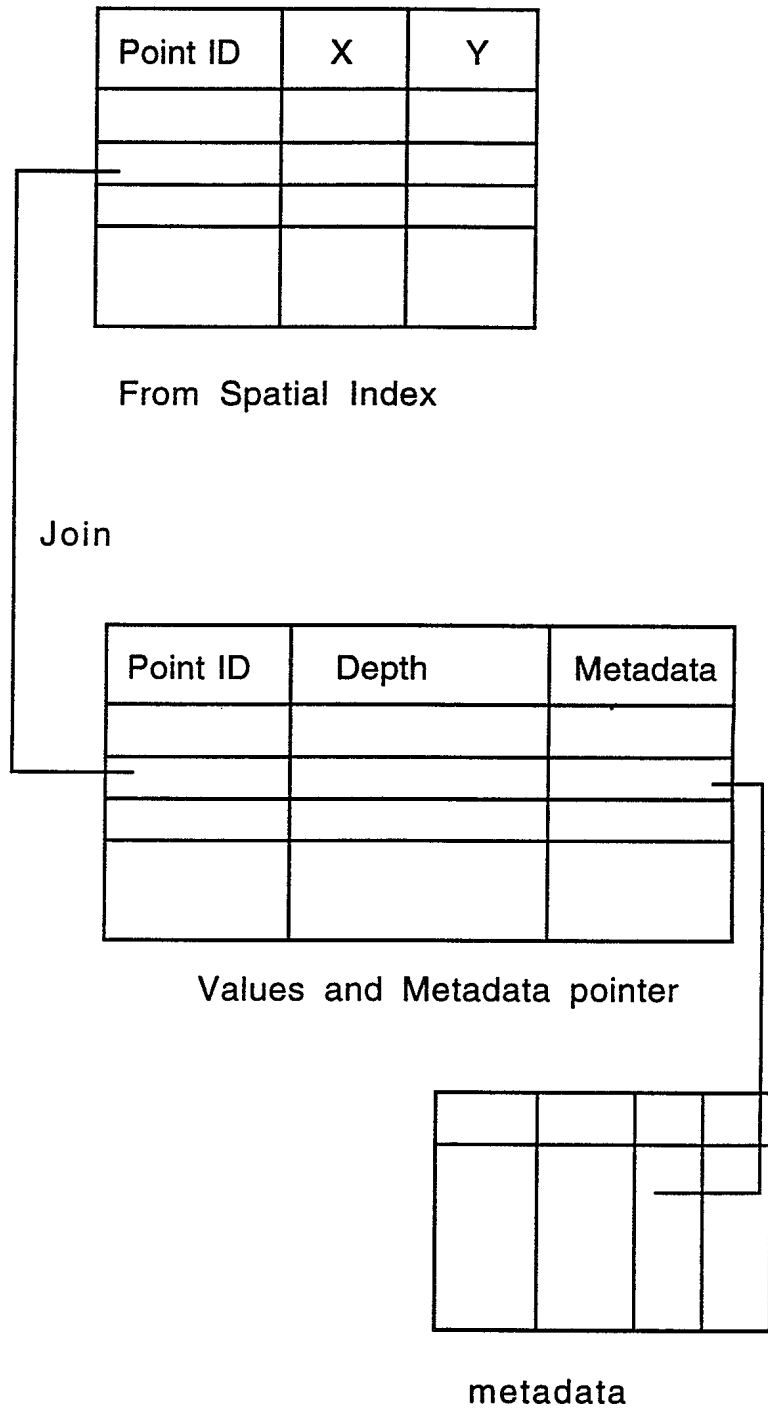 Point ID X Y
From Spatial Index
Join
Point ID Depth Metadata
Values and Metadata pointer
metadata